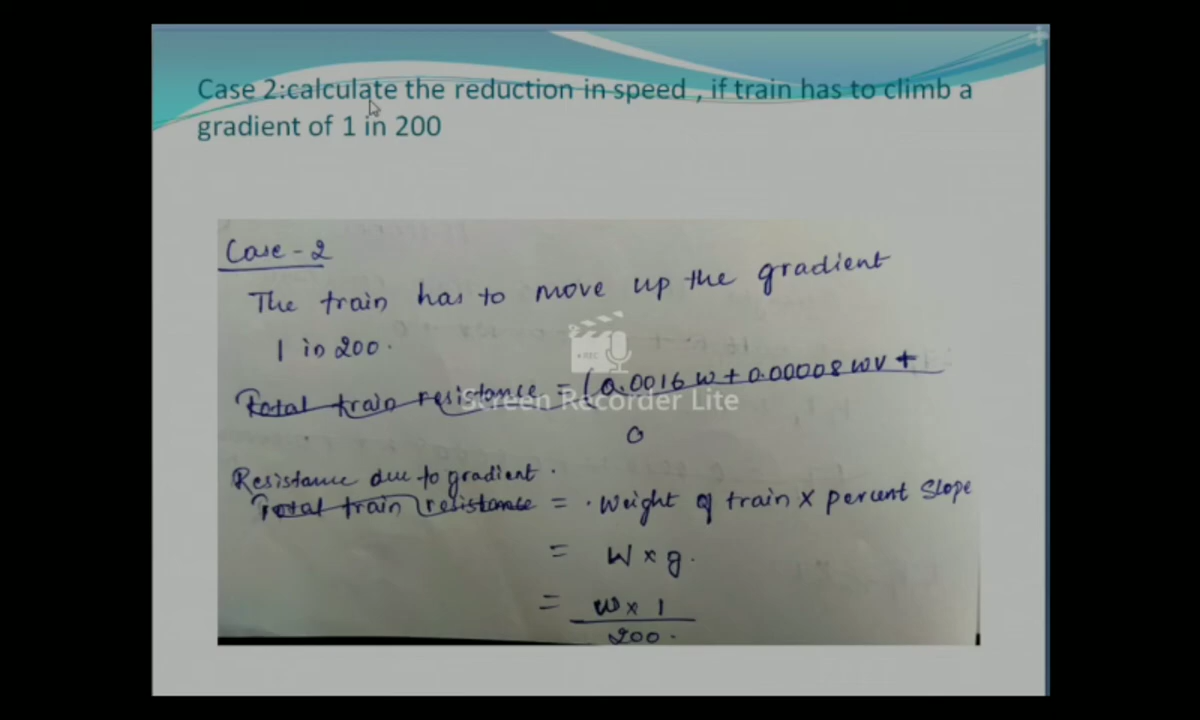 Case 2:calculate the reduction in speed , if train has to climb a
gradient of 1 in 200
Case - 2
The train has to move up the gradient
1 in 200.
Total train resistance = (0.0016 W + 0.00008 WV +
0
REC
Screen Recorder Lite
Resistance due to gradient .
Total train resistance = . Weight of train x percent Slope
= W x g.
= W x 1
200 .